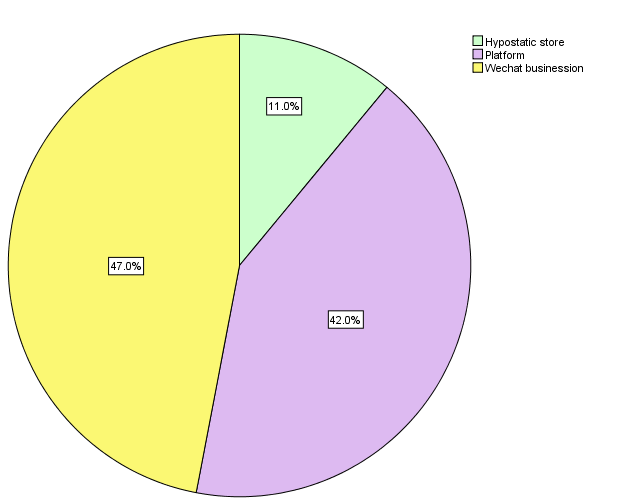 Hypostatic store
Platform
Wechat businession
11.0%
47.0%
42.0%